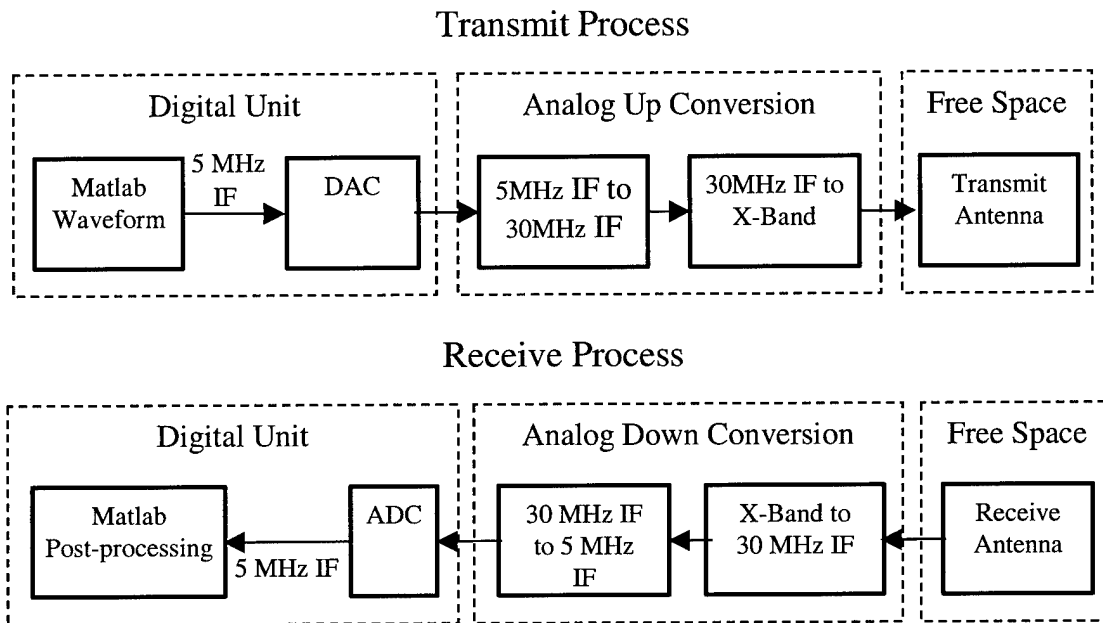 Transmit Process
Digital Unit
Analog Up Conversion
Free Space
Matlab
Waveform
5 MHz
IF
DAC
5MHz IF to
30MHz IF
30MHz IF to
X-Band
Transmit
Antenna
Receive Process
Digital Unit
Analog Down Conversion
Free Space
Matlab
Post-processing
5 MHz IF
ADC
30 MHz IF
to 5 MHz
IF
X-Band to
30 MHz IF
Receive
Antenna